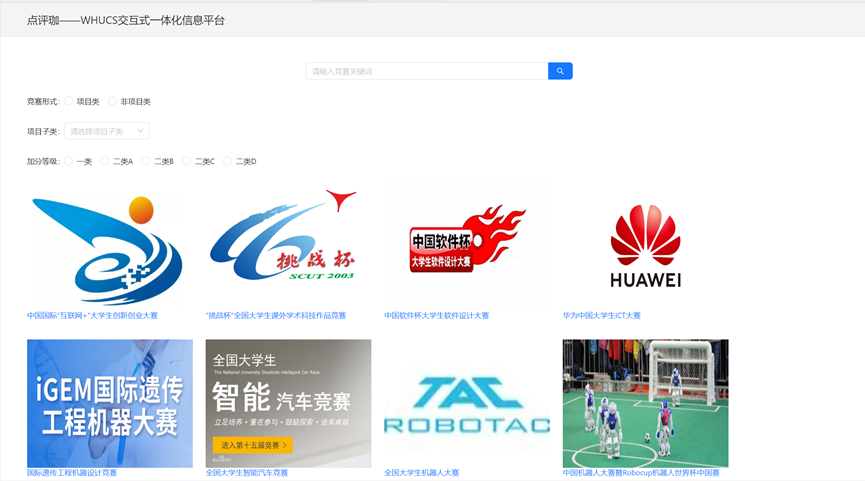 点评珈——WHUCS交互式一体化信息平台
请输入竞赛关键词
竞赛形式: 项目类 非项目类
项目子类: 请选择项目子类
加分等级: 一类 二类A 二类B 二类C 二类D
挑战杯
SCUT 2003
中国软件杯
大学生软件设计大赛
HUAWEI
中国国际"互联网+"大学生创新创业大赛
"挑战杯"全国大学生课外学术科技作品竞赛
中国软件杯大学生软件设计大赛
华为中国大学生ICT大赛
iGEM国际遗传
工程机器大赛
全国大学生
The National University Students Intelligent Car Race
智能汽车竞赛
立足培养·重在参与·鼓励探索·追求卓越
进入第十五届竞赛 >
TAC
ROBOTAC
国际遗传工程机器设计竞赛
全国大学生智能汽车竞赛
全国大学生机器人大赛
中国机器人大赛暨Robocup机器人世界杯中国赛